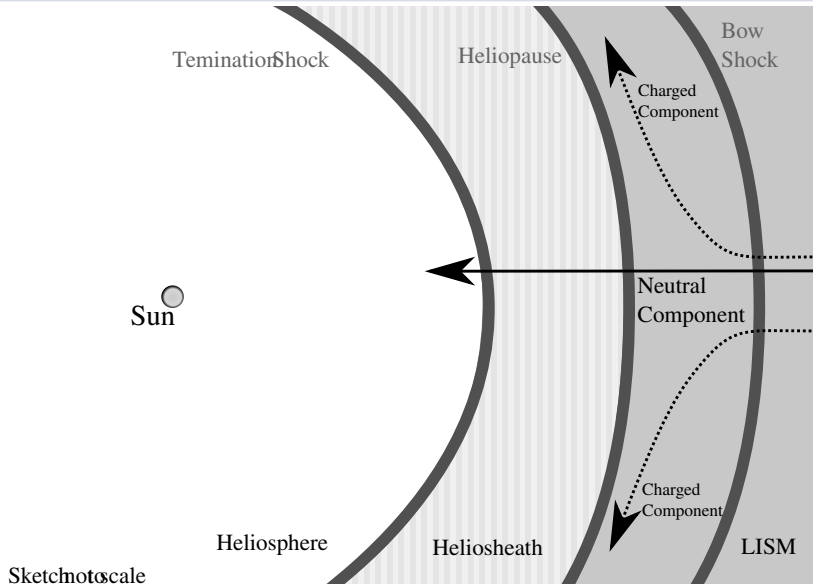 Bow
Shock
TeminationShock
Heliopause
Charged
Component
Neutral
Component
Sun
Charged
Component
Heliosphere
Heliosheath
LISM
Sketchnotoscale